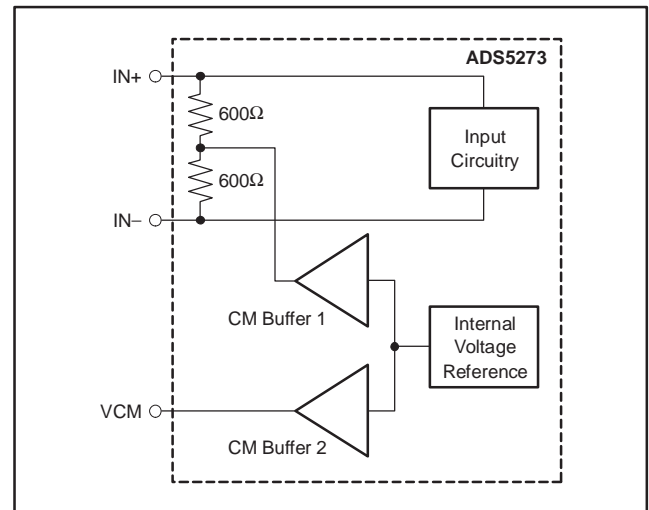 ADS5273
IN+
600Ω
Input
Circuitry
600Ω
IN−
CM Buffer 1
Internal
Voltage
Reference
VCM
CM Buffer 2